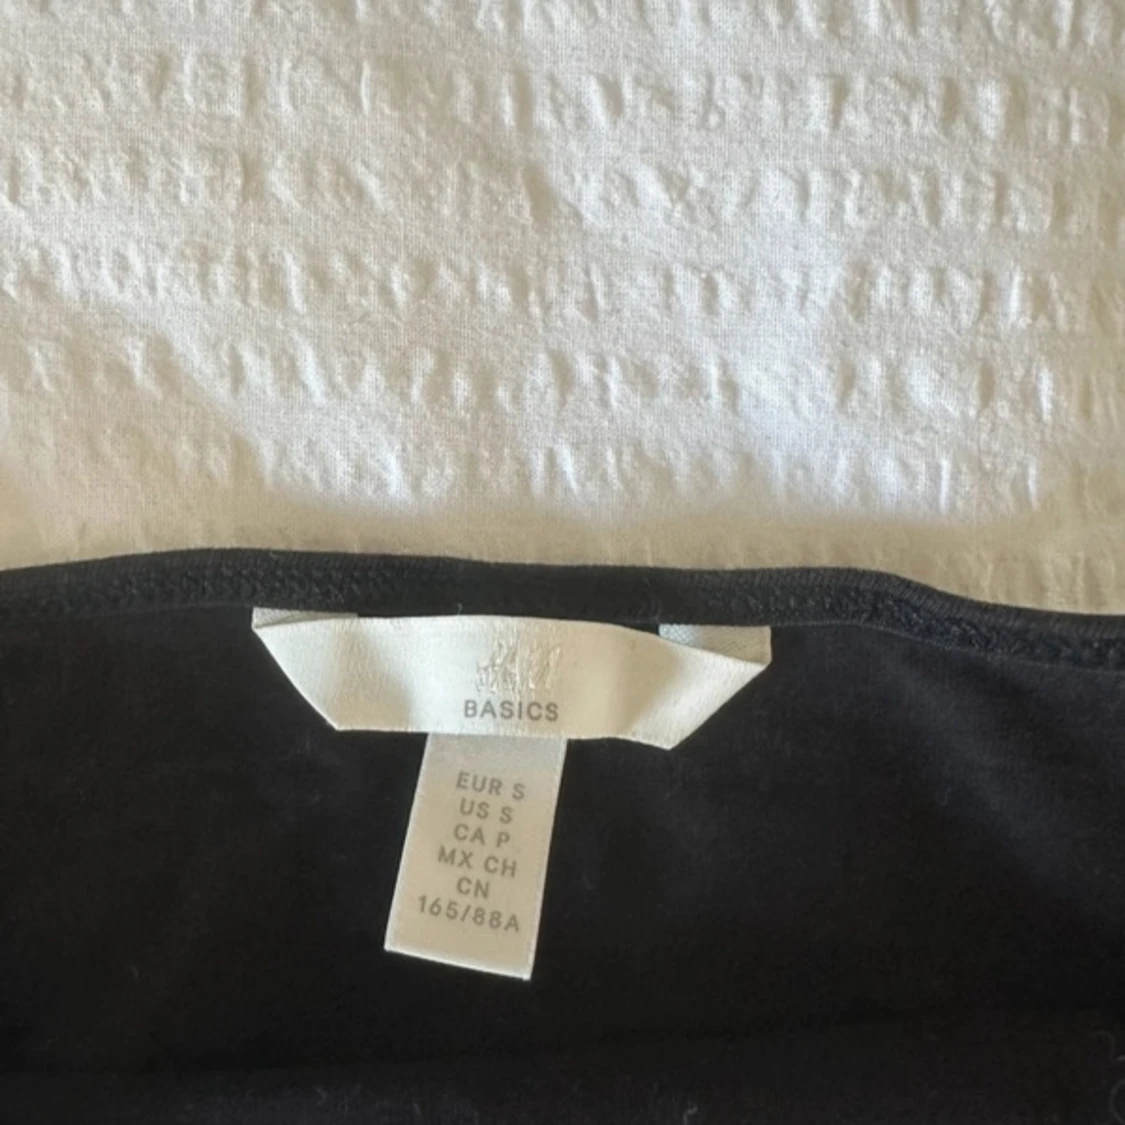 H&M
BASICS
EUR S
US S
CA P
MX CH
CN
165/88A